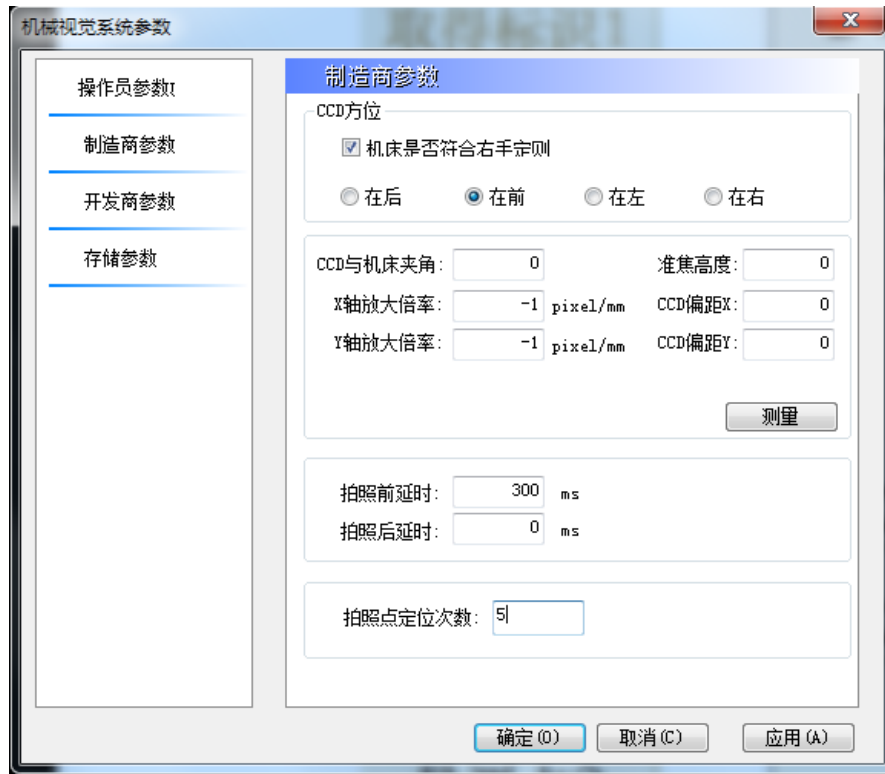 取得标识1
机械视觉系统参数
操作员参数I
制造商参数
开发商参数
存储参数
制造商参数
CCD方位
机床是否符合右手定则
在后 在前 在左 在右
CCD与机床夹角: 0 准焦高度: 0
X轴放大倍率: -1 pixel/mm CCD偏距X: 0
Y轴放大倍率: -1 pixel/mm CCD偏距Y: 0
测量
拍照前延时: 300 ms
拍照后延时: 0 ms
拍照点定位次数: 5
确定(O) 取消(C) 应用(A)